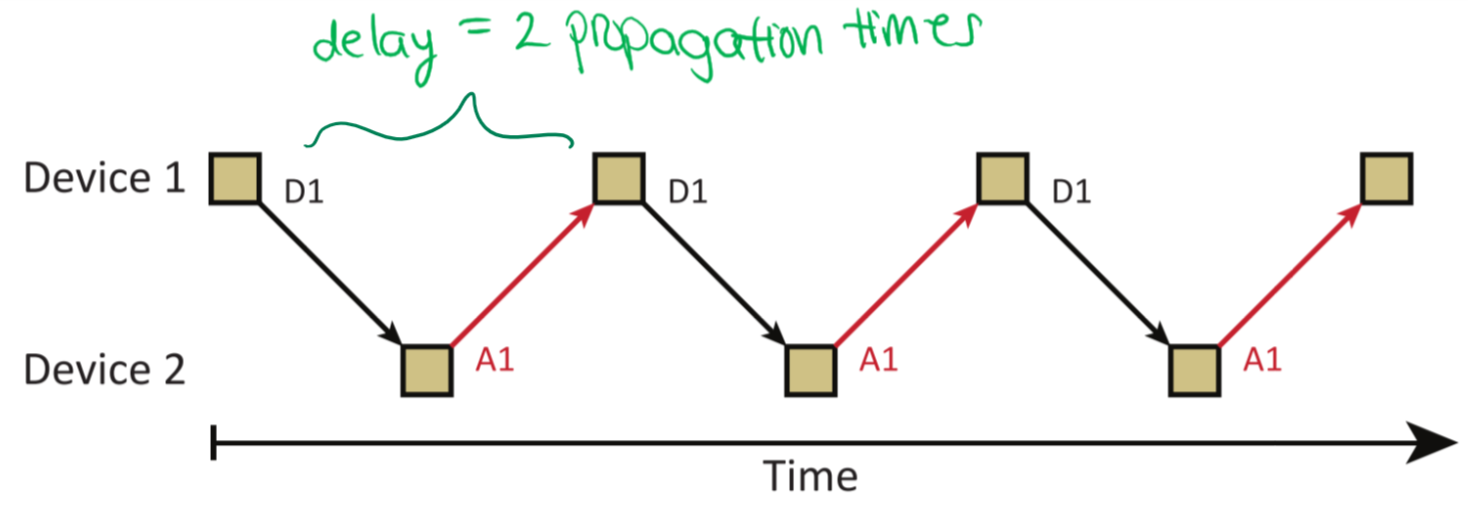 delay = 2 propagation times
Device 1 D1 D1 D1
Device 2 A1 A1 A1
Time